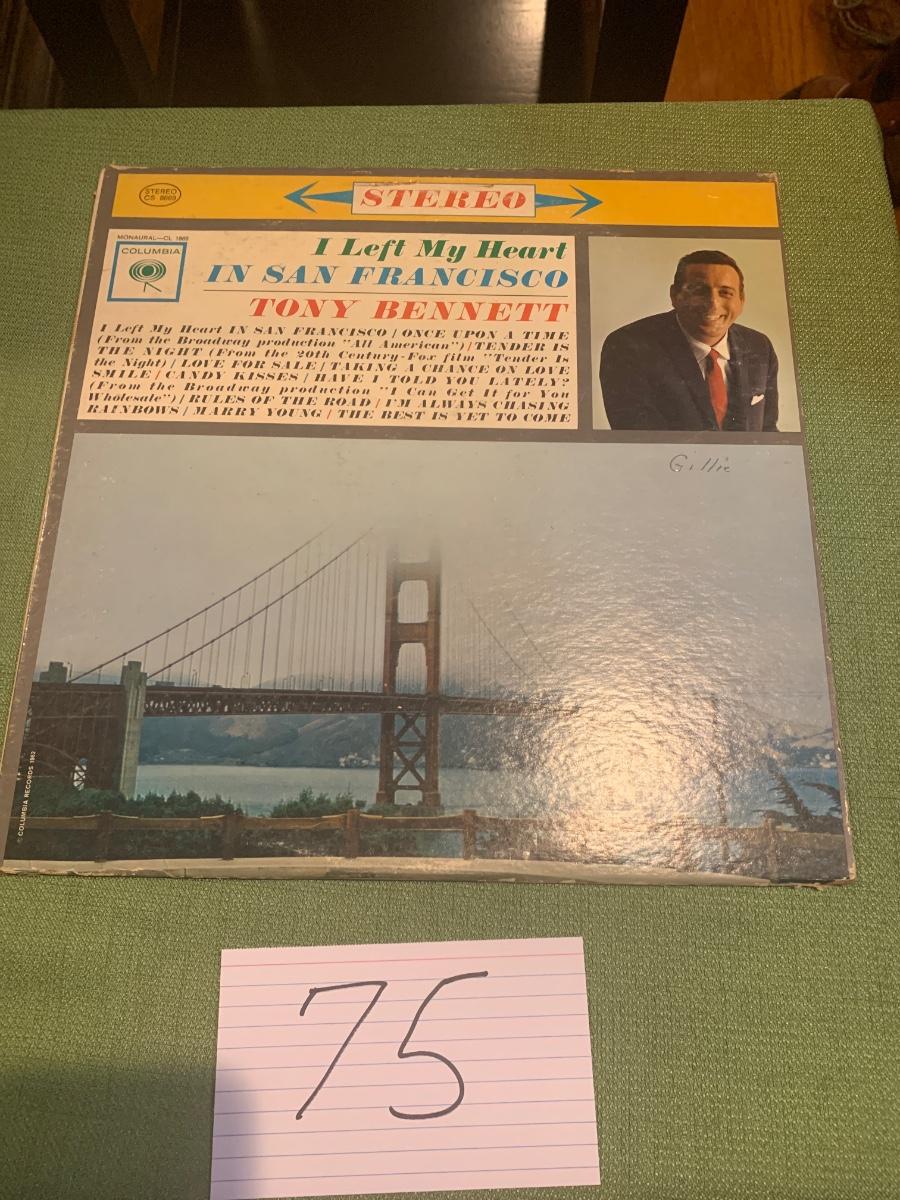 STEREO
CS 8669
STEREO
MONAURAL—CL 1869
COLUMBIA
I Left My Heart
IN SAN FRANCISCO
TONY BENNETT
I Left My Heart IN SAN FRANCISCO / ONCE UPON A TIME
(From the Broadway production "All American") / TENDER IS
THE NIGHT (From the 20th Century-Fox film "Tender Is
the Night) / LOVE FOR SALE / TAKING A CHANCE ON LOVE
SMILE / CANDY KISSES / HAVE I TOLD YOU LATELY?
(From the Broadway production "I Can Get It for You
Wholesale") / RULES OF THE ROAD / I'M ALWAYS CHASING
RAINBOWS / MARRY YOUNG / THE BEST IS YET TO COME
Gillie
© COLUMBIA RECORDS 1962
75